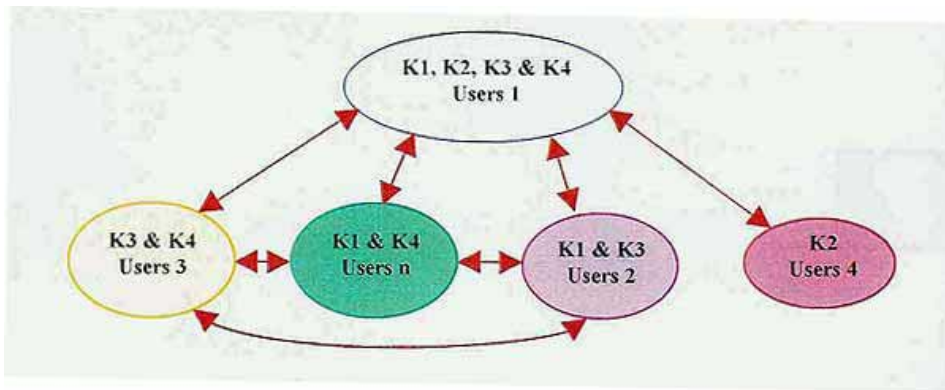 K1, K2, K3 & K4
Users 1
K3 & K4
Users 3
K1 & K4
Users n
K1 & K3
Users 2
K2
Users 4